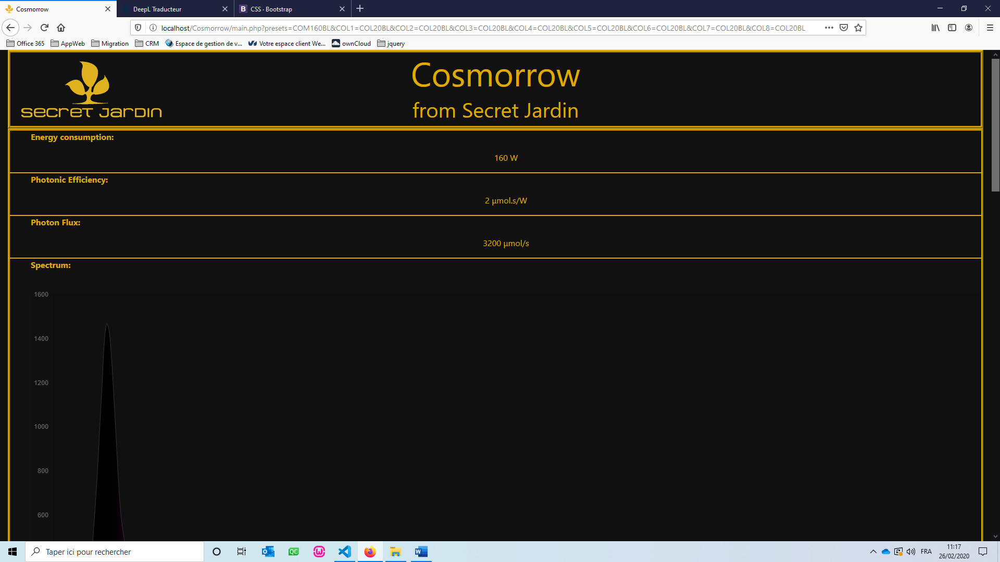 Cosmorrow
DeepL Traducteur
B CSS · Bootstrap
localhost/Cosmorrow/main.php?presets=COM160BL&COL1=COL20BL&COL2=COL20BL&COL3=COL20BL&COL4=COL20BL&COL5=COL20BL&COL6=COL20BL&COL7=COL20BL&COL8=COL20BL
Office 365 AppWeb Migration CRM Espace de gestion de v... Votre espace client We... ownCloud jquery
secret Jardin
Cosmorrow
from Secret Jardin
Energy consumption:
160 W
Photonic Efficiency:
2 µmol.s/W
Photon Flux:
3200 µmol/s
Spectrum:
1600
1400
1200
1000
800
600
Taper ici pour rechercher
QC
FRA
11:17
26/02/2020